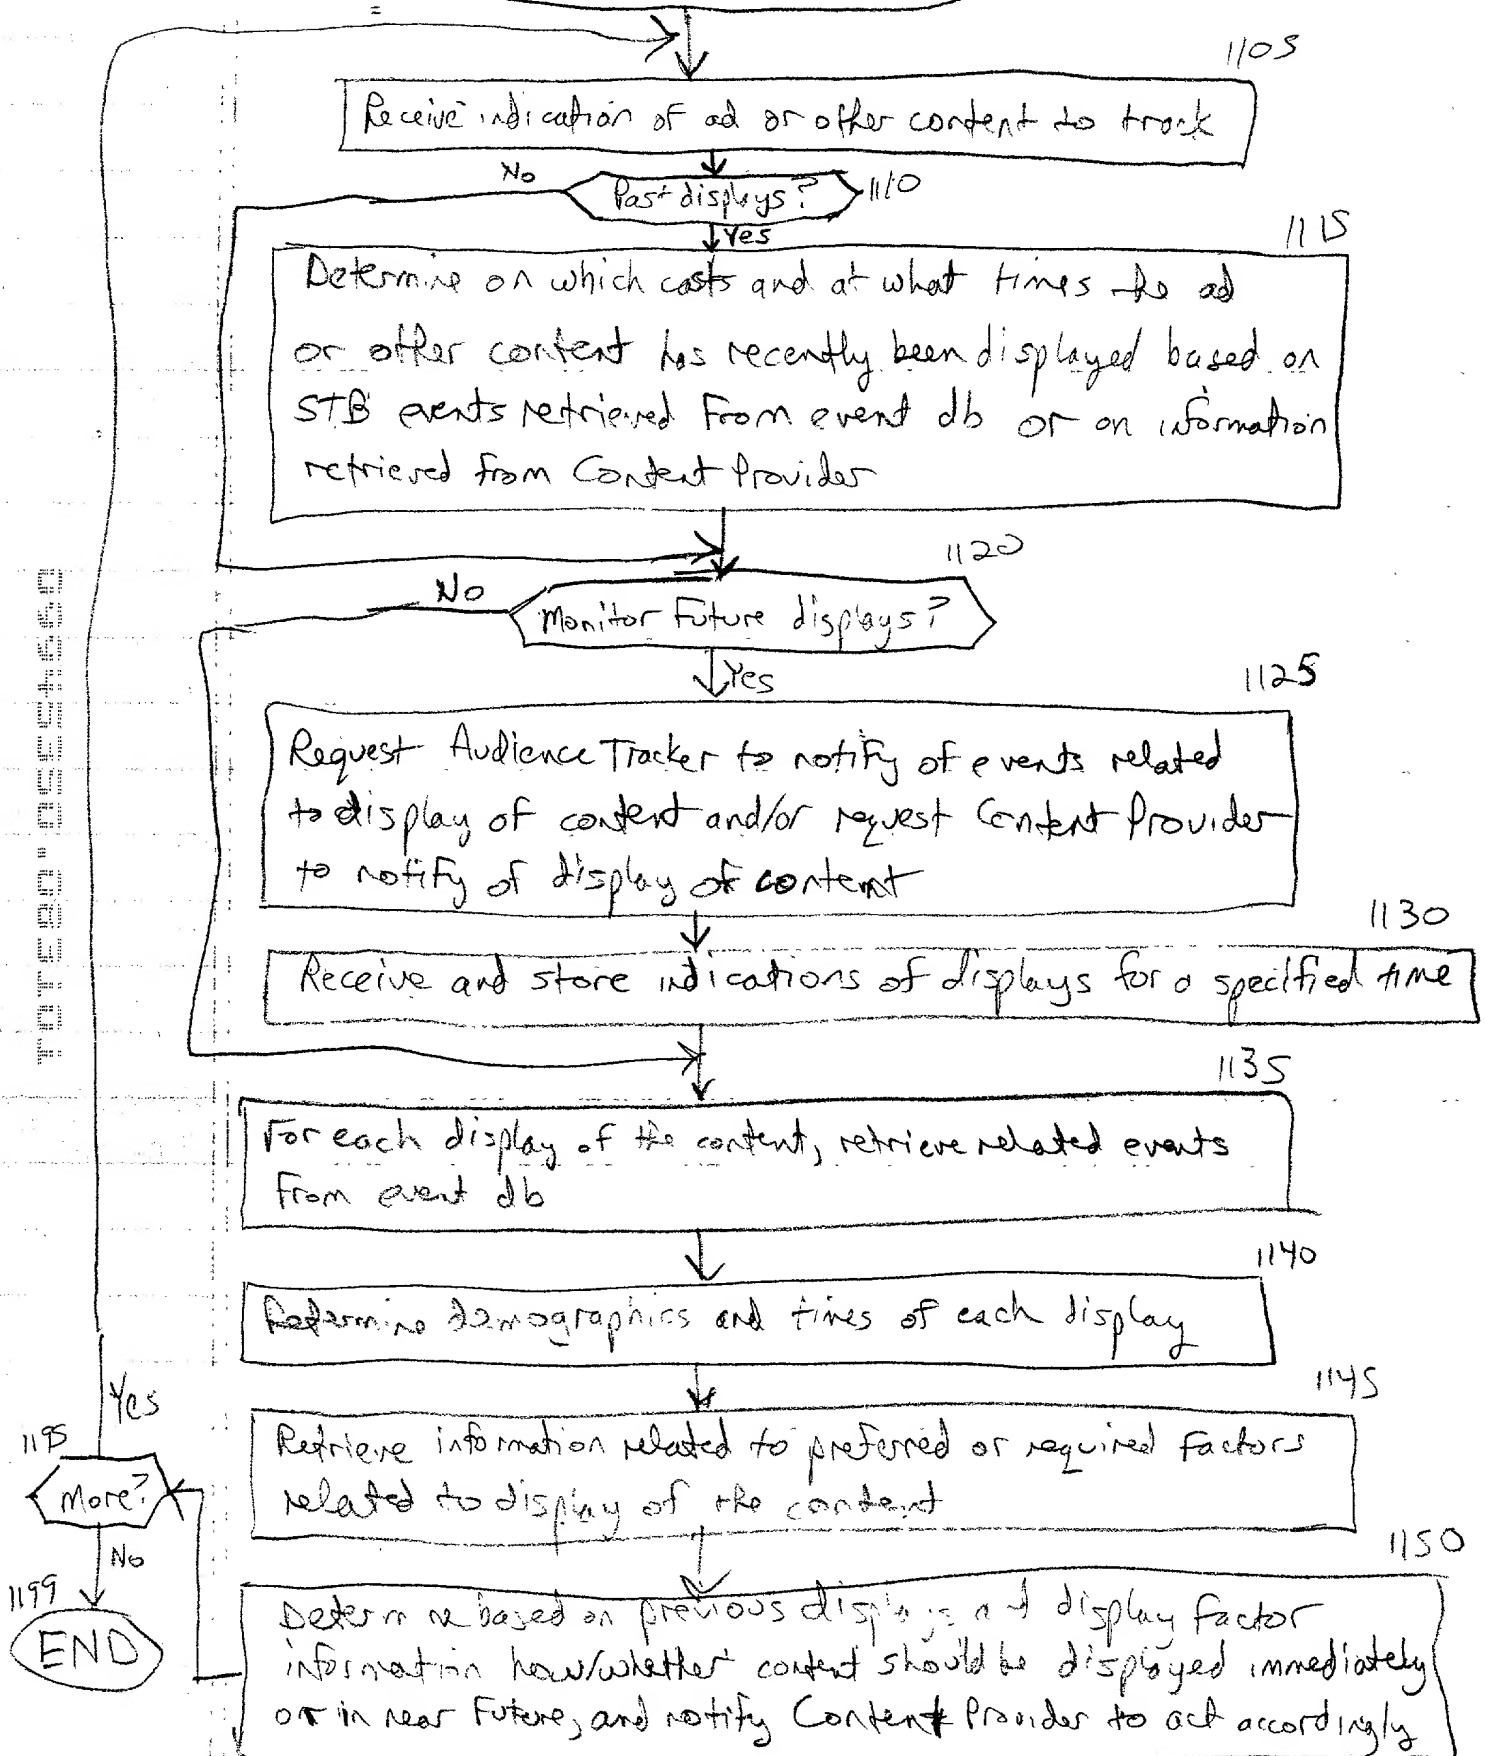 1105
Receive indication of ad or other content to track
No
Past displays?
1110
Yes
1115
Determine on which casts and at what times the ad
or other content has recently been displayed based on
STB events retrieved from event db or on information
retrieved from Content Provider
1120
No
Monitor Future displays?
Yes
1125
Request Audience Tracker to notify of events related
to display of content and/or request Content Provider
to notify of display of content
1130
Receive and store indications of displays for a specified time
1135
For each display of the content, retrieve related events
from event db
1140
Determine demographics and times of each display
1145
Retrieve information related to preferred or required factors
related to display of the content
Yes
1195
More?
No
1199
END
1150
Determine based on previous displays and display factor
information how/whether content should be displayed immediately
or in near future, and notify Content Provider to act accordingly